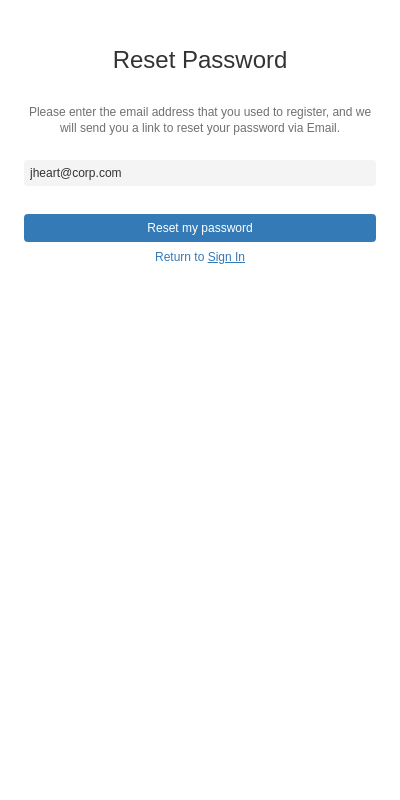 Reset Password
Please enter the email address that you used to register, and we
will send you a link to reset your password via Email.
jheart@corp.com
Reset my password
Return to Sign In